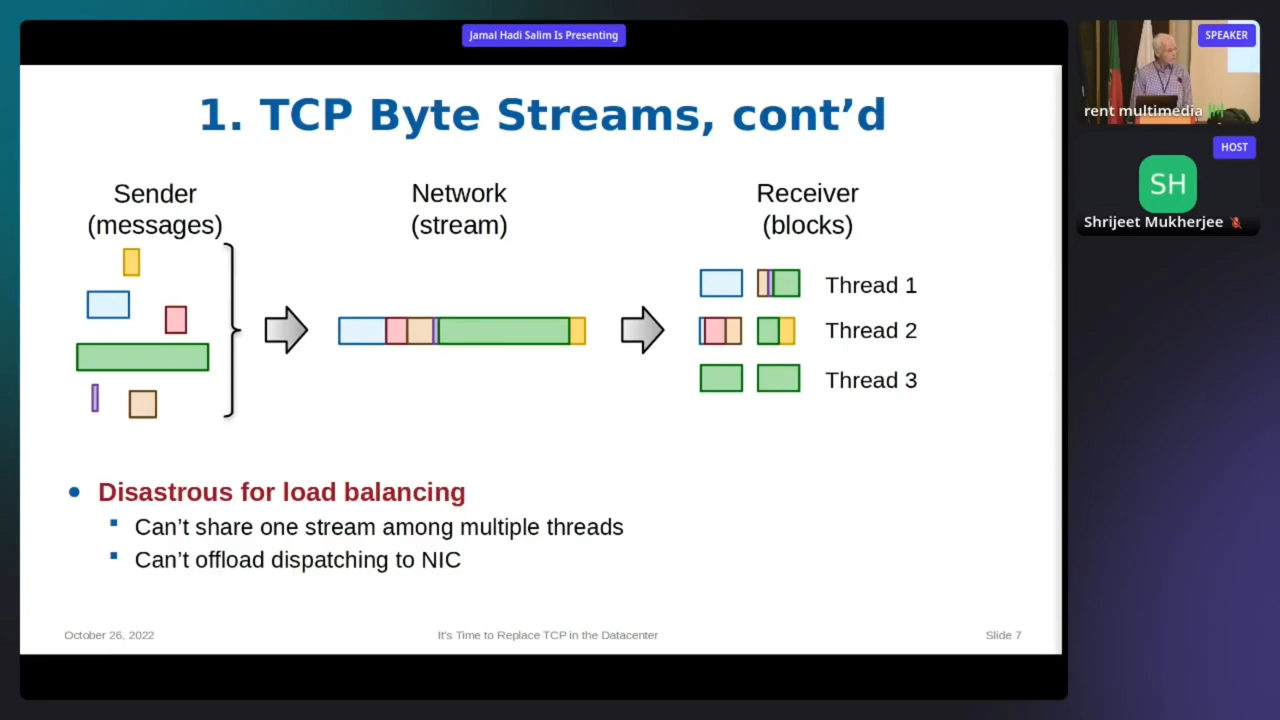 Jamal Hadi Salim Is Presenting
SPEAKER
rent multimedia
HOST
SH
Shrijeet Mukherjee
1. TCP Byte Streams, cont’d
Sender
(messages)
Network
(stream)
Receiver
(blocks)
Thread 1
Thread 2
Thread 3
Disastrous for load balancing
Can’t share one stream among multiple threads
Can’t offload dispatching to NIC
October 26, 2022
It's Time to Replace TCP in the Datacenter
Slide 7